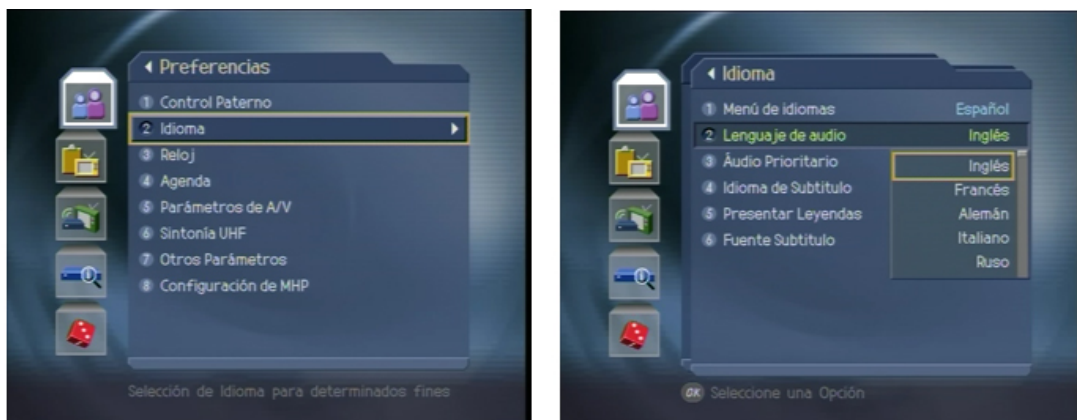 Preferencias
1 Control Paterno
2 Idioma
3 Reloj
4 Agenda
5 Parámetros de A/V
6 Sintonía UHF
7 Otros Parámetros
8 Configuración de MHP
Selección de Idioma para determinados fines
Idioma
1 Menú de idiomas Español
2 Lenguaje de audio Inglés
3 Áudio Prioritario
4 Idioma de Subtitulo
5 Presentar Leyendas
6 Fuente Subtitulo
Inglés
Francés
Alemán
Italiano
Ruso
OK Seleccione una Opción